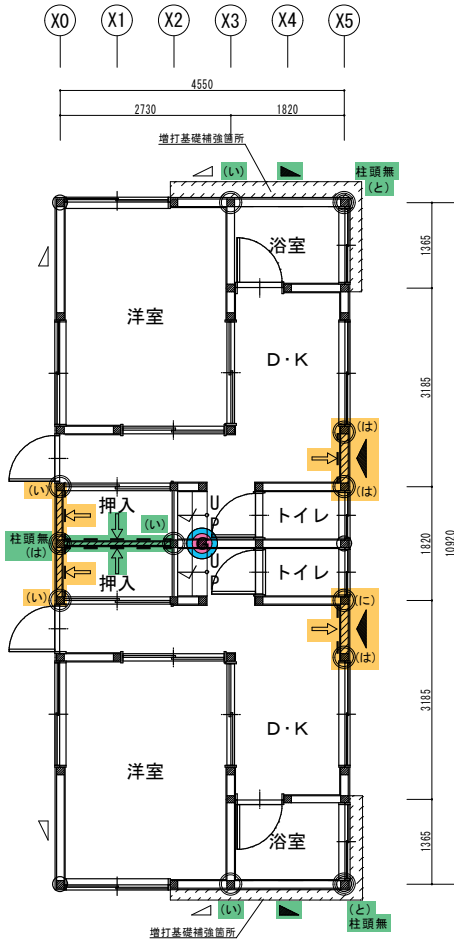 X0 X1 X2 X3 X4 X5
4550
2730 1820
増打基礎補強箇所
(い) 柱頭無
(と)
浴室
1365
洋室
D・K
3185
(は)
(い) (は)
押入 (い) UP トイレ
柱頭無
(は)
1820
10920
押入 UP トイレ
(い) (に)
(は)
3185
D・K
洋室
浴室
1365
(い) (と)
柱頭無
増打基礎補強箇所